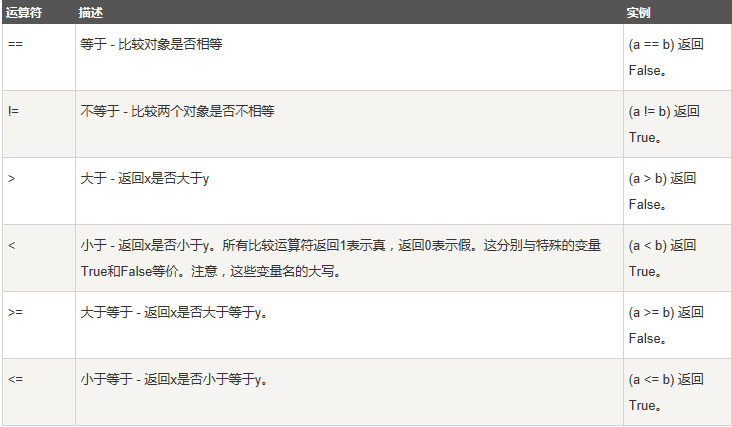 运算符 描述 实例
== 等于 - 比较对象是否相等 (a == b) 返回
False。
!= 不等于 - 比较两个对象是否不相等 (a != b) 返回
True。
> 大于 - 返回x是否大于y (a > b) 返回
False。
< 小于 - 返回x是否小于y。所有比较运算符返回1表示真，返回0表示假。这分别与特殊的变量 (a < b) 返回
True和False等价。注意，这些变量名的大写。 True。
>= 大于等于 - 返回x是否大于等于y。 (a >= b) 返回
False。
<= 小于等于 - 返回x是否小于等于y。 (a <= b) 返回
True。